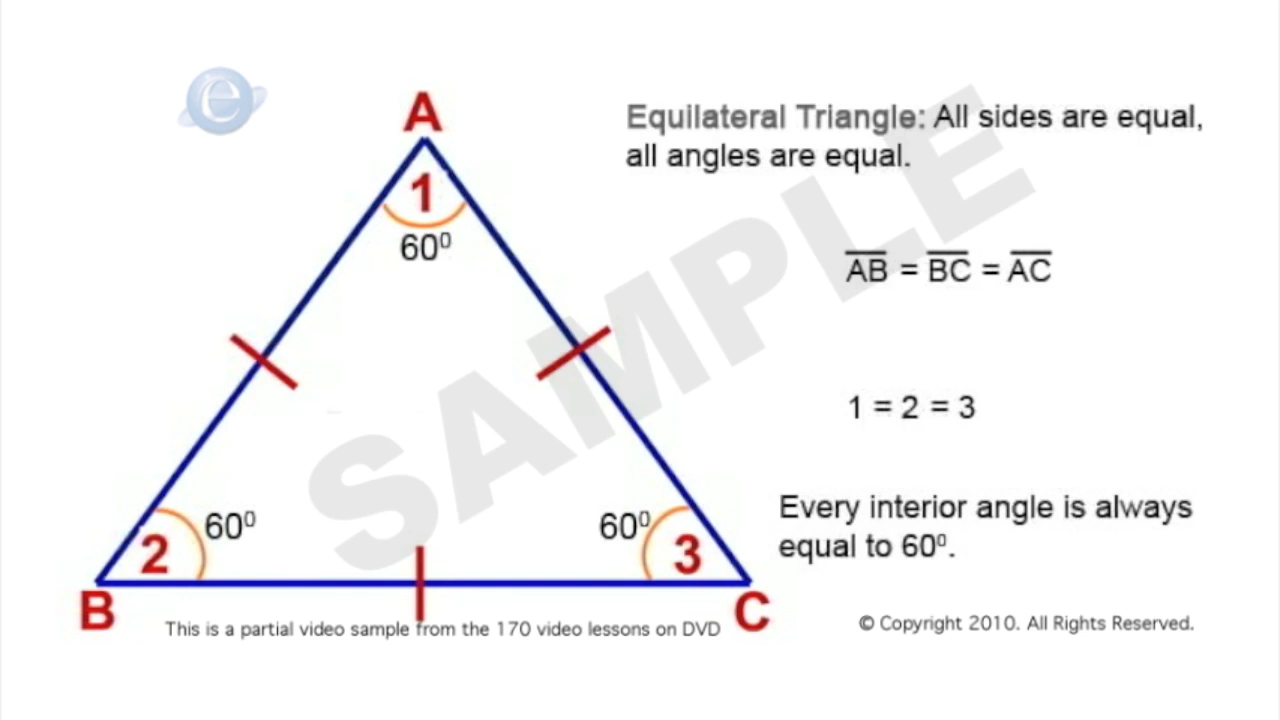 e
A
Equilateral Triangle: All sides are equal,
all angles are equal.
1
60⁰
AB = BC = AC
SAMPLE
1 = 2 = 3
Every interior angle is always
equal to 60⁰.
2
60⁰
60⁰
3
B
C
This is a partial video sample from the 170 video lessons on DVD
© Copyright 2010. All Rights Reserved.